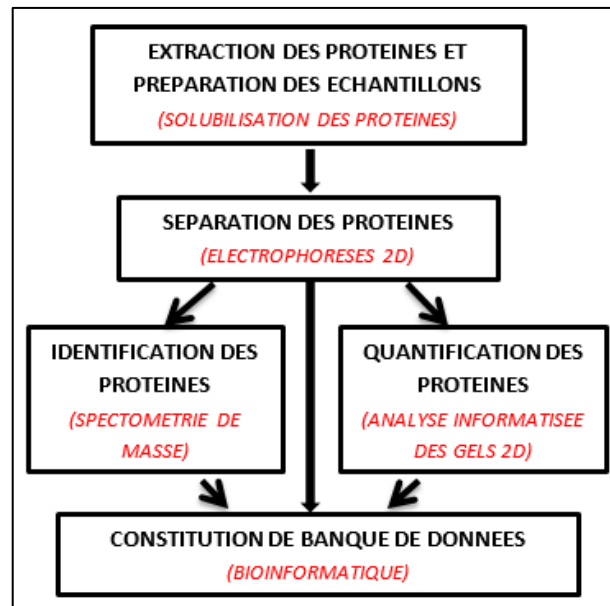 EXTRACTION DES PROTEINES ET
PREPARATION DES ECHANTILLONS
(SOLUBILISATION DES PROTEINES)
SEPARATION DES PROTEINES
(ELECTROPHORESES 2D)
IDENTIFICATION DES
PROTEINES
(SPECTOMETRIE DE
MASSE)
QUANTIFICATION DES
PROTEINES
(ANALYSE INFORMATISEE
DES GELS 2D)
CONSTITUTION DE BANQUE DE DONNEES
(BIOINFORMATIQUE)